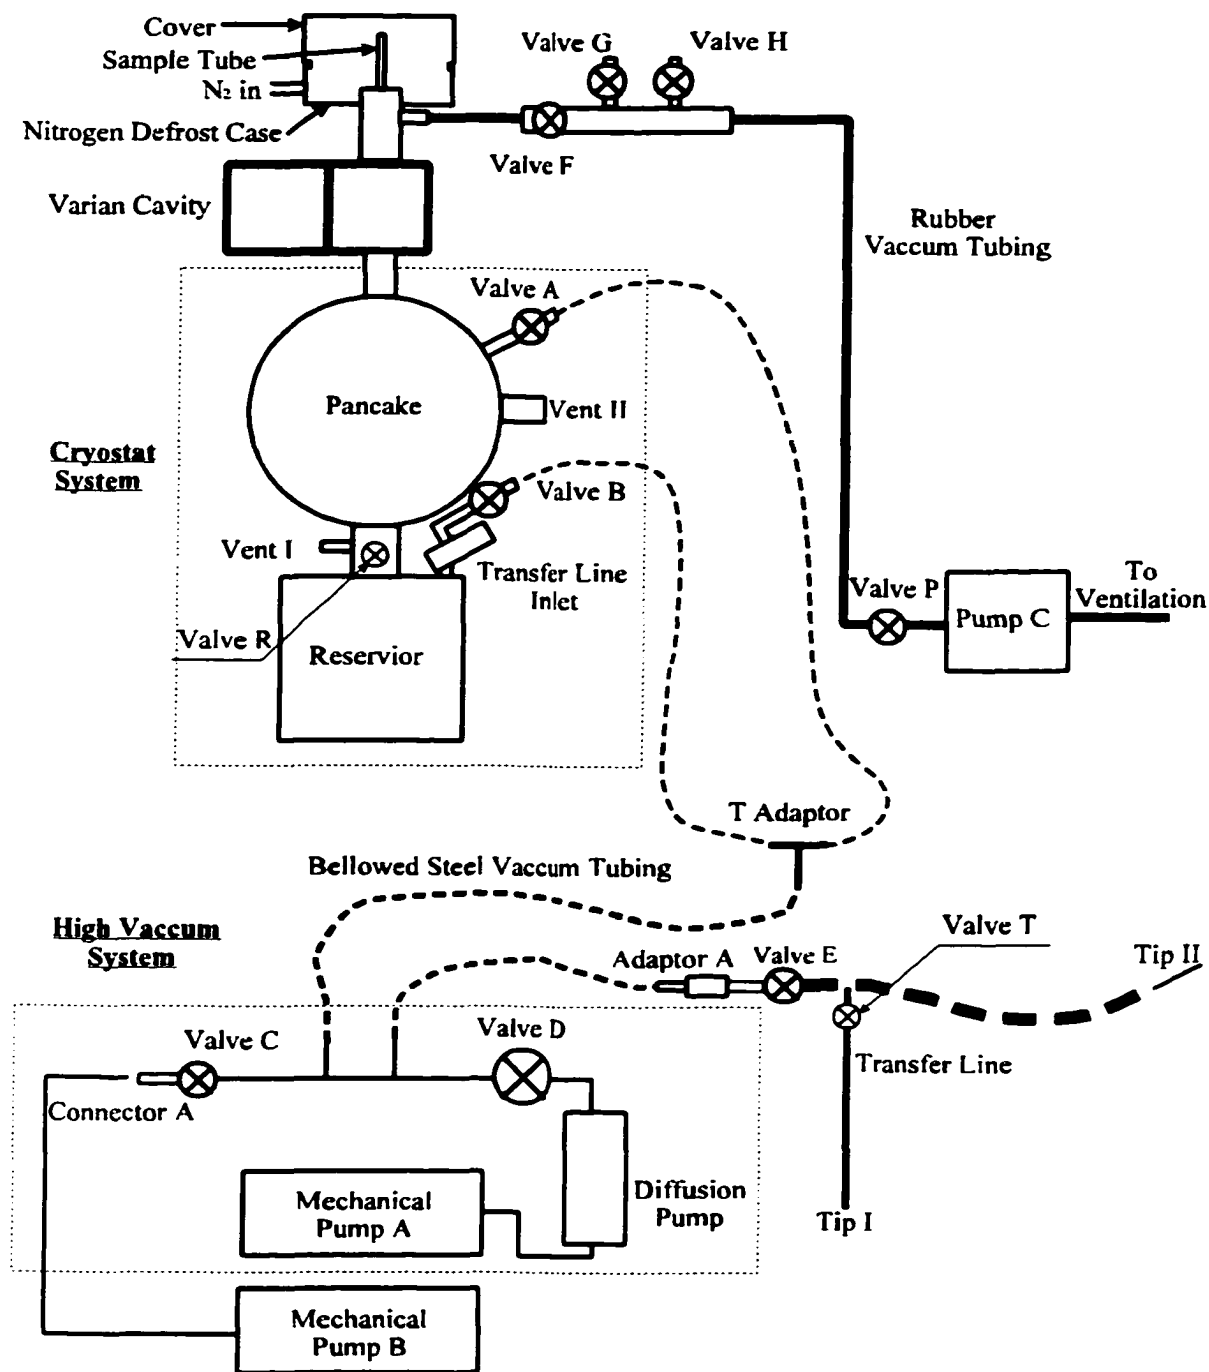 Cover
Sample Tube
N₂ in
Nitrogen Defrost Case
Valve G
Valve H
Valve F
Varian Cavity
Rubber
Vaccum Tubing
Valve A
Pancake
Vent II
Cryostat
System
Valve B
Vent I
Transfer Line
Inlet
Valve R
Reservior
Valve P
Pump C
To
Ventilation
T Adaptor
Bellowed Steel Vaccum Tubing
High Vaccum
System
Adaptor A
Valve E
Valve T
Tip II
Valve C
Valve D
Connector A
Transfer Line
Mechanical
Pump A
Diffusion
Pump
Tip I
Mechanical
Pump B